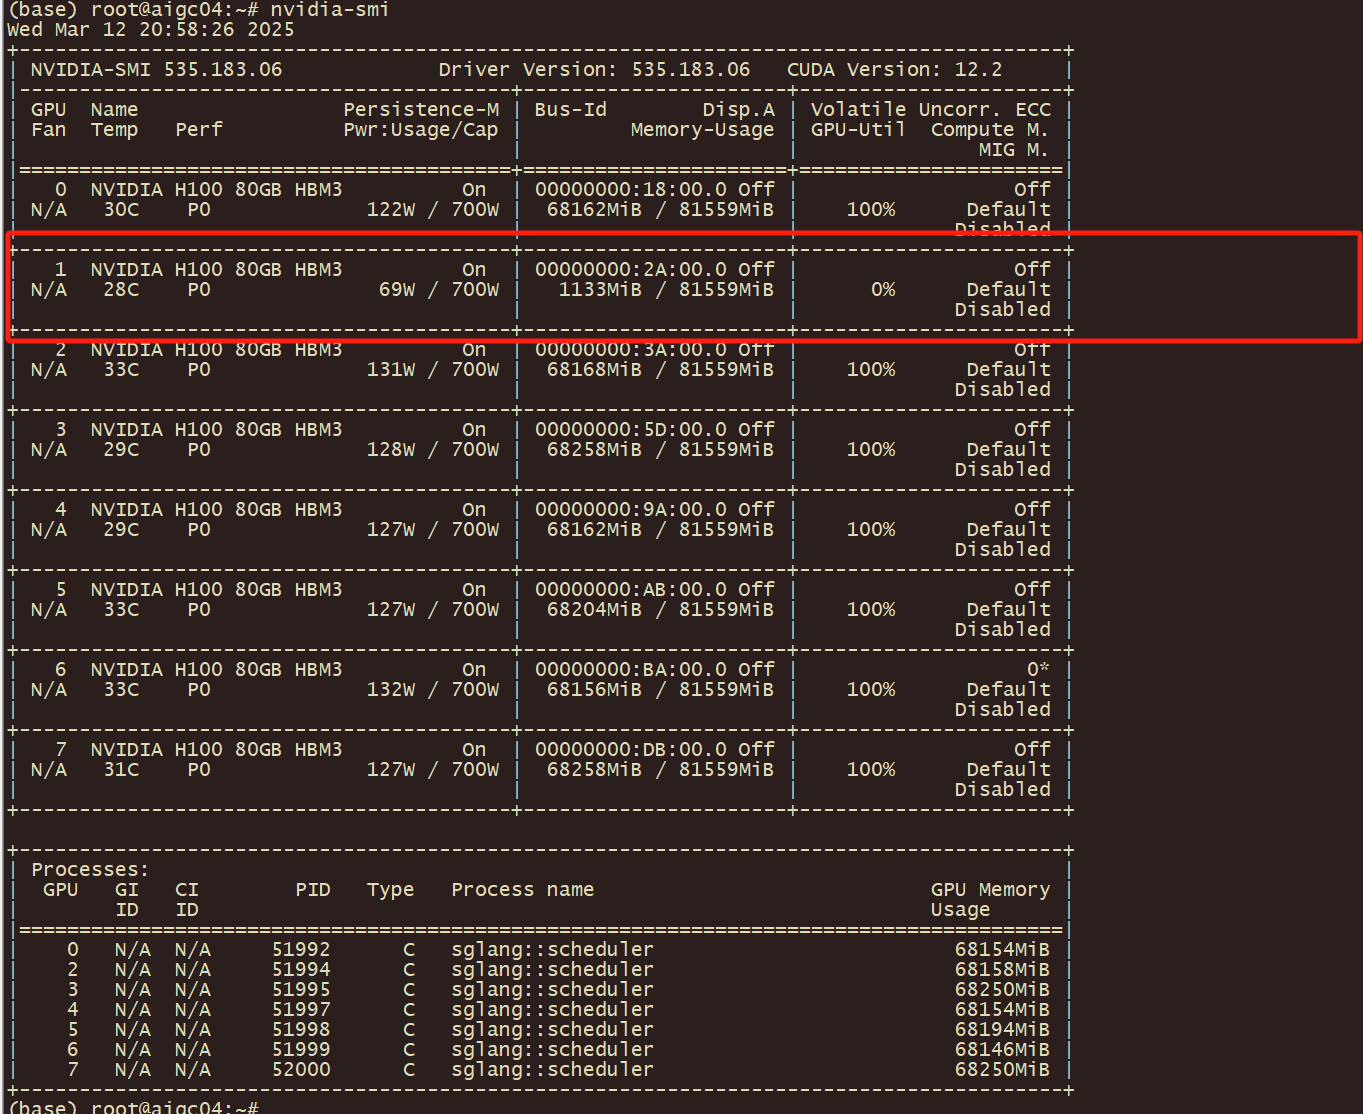 (base) root@aigc04:~# nvidia-smi
Wed Mar 12 20:58:26 2025
+---------------------------------------------------------------------------------------+
| NVIDIA-SMI 535.183.06             Driver Version: 535.183.06   CUDA Version: 12.2     |
|-----------------------------------------+----------------------+----------------------+
| GPU  Name                 Persistence-M | Bus-Id        Disp.A | Volatile Uncorr. ECC |
| Fan  Temp   Perf          Pwr:Usage/Cap |         Memory-Usage | GPU-Util  Compute M. |
|                                         |                      |               MIG M. |
|=========================================+======================+======================|
|   0  NVIDIA H100 80GB HBM3          On  | 00000000:18:00.0 Off |                  Off |
| N/A   30C    P0             122W / 700W |  68162MiB / 81559MiB |    100%      Default |
|                                         |                      |             Disabled |
+-----------------------------------------+----------------------+----------------------+
|   1  NVIDIA H100 80GB HBM3          On  | 00000000:2A:00.0 Off |                  Off |
| N/A   28C    P0              69W / 700W |   1133MiB / 81559MiB |      0%      Default |
|                                         |                      |             Disabled |
+-----------------------------------------+----------------------+----------------------+
|   2  NVIDIA H100 80GB HBM3          On  | 00000000:3A:00.0 Off |                  Off |
| N/A   33C    P0             131W / 700W |  68168MiB / 81559MiB |    100%      Default |
|                                         |                      |             Disabled |
+-----------------------------------------+----------------------+----------------------+
|   3  NVIDIA H100 80GB HBM3          On  | 00000000:5D:00.0 Off |                  Off |
| N/A   29C    P0             128W / 700W |  68258MiB / 81559MiB |    100%      Default |
|                                         |                      |             Disabled |
+-----------------------------------------+----------------------+----------------------+
|   4  NVIDIA H100 80GB HBM3          On  | 00000000:9A:00.0 Off |                  Off |
| N/A   29C    P0             127W / 700W |  68162MiB / 81559MiB |    100%      Default |
|                                         |                      |             Disabled |
+-----------------------------------------+----------------------+----------------------+
|   5  NVIDIA H100 80GB HBM3          On  | 00000000:AB:00.0 Off |                  Off |
| N/A   33C    P0             127W / 700W |  68204MiB / 81559MiB |    100%      Default |
|                                         |                      |             Disabled |
+-----------------------------------------+----------------------+----------------------+
|   6  NVIDIA H100 80GB HBM3          On  | 00000000:BA:00.0 Off |                   0* |
| N/A   33C    P0             132W / 700W |  68156MiB / 81559MiB |    100%      Default |
|                                         |                      |             Disabled |
+-----------------------------------------+----------------------+----------------------+
|   7  NVIDIA H100 80GB HBM3          On  | 00000000:DB:00.0 Off |                  Off |
| N/A   31C    P0             127W / 700W |  68258MiB / 81559MiB |    100%      Default |
|                                         |                      |             Disabled |
+-----------------------------------------+----------------------+----------------------+

+---------------------------------------------------------------------------------------+
| Processes:                                                                            |
|  GPU   GI   CI        PID   Type   Process name                            GPU Memory |
|        ID   ID                                                             Usage      |
|=======================================================================================|
|    0   N/A  N/A     51992      C   sglang::scheduler                         68154MiB |
|    2   N/A  N/A     51994      C   sglang::scheduler                         68158MiB |
|    3   N/A  N/A     51995      C   sglang::scheduler                         68250MiB |
|    4   N/A  N/A     51997      C   sglang::scheduler                         68154MiB |
|    5   N/A  N/A     51998      C   sglang::scheduler                         68194MiB |
|    6   N/A  N/A     51999      C   sglang::scheduler                         68146MiB |
|    7   N/A  N/A     52000      C   sglang::scheduler                         68250MiB |
+---------------------------------------------------------------------------------------+
(base) root@aigc04:~#